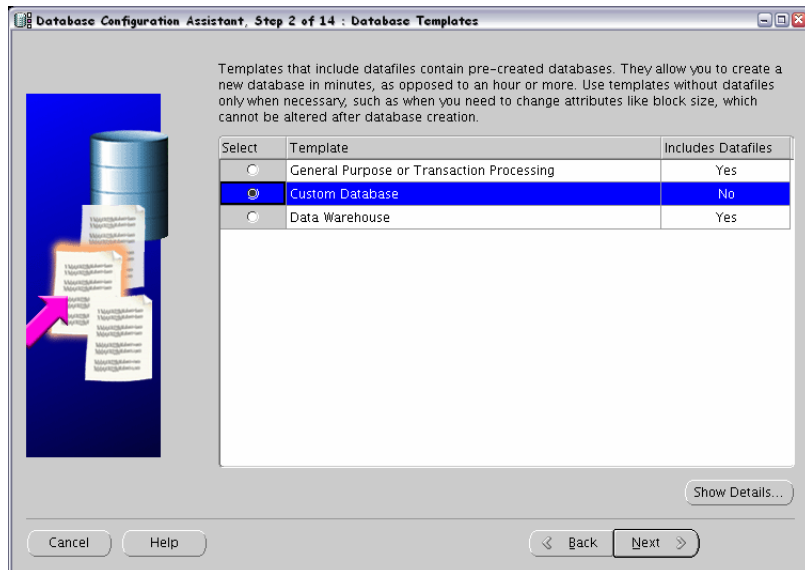 Database Configuration Assistant, Step 2 of 14 : Database Templates
Templates that include datafiles contain pre-created databases. They allow you to create a
new database in minutes, as opposed to an hour or more. Use templates without datafiles
only when necessary, such as when you need to change attributes like block size, which
cannot be altered after database creation.
Select Template Includes Datafiles
General Purpose or Transaction Processing Yes
Custom Database No
Data Warehouse Yes
Show Details...
Cancel Help Back Next